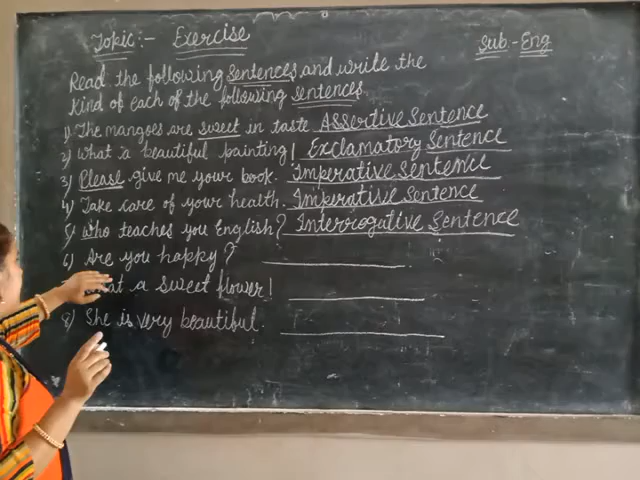 Topic:- Exercise
Sub.- Eng
Read the following sentences and write the
kind of each of the following sentences.
1) The mangoes are sweet in taste Assertive Sentence
2) What a beautiful painting! Exclamatory Sentence
3) Please give me your book. Imperative Sentence
4) Take care of your health. Imperative Sentence
5) Who teaches you English? Interrogative Sentence
6) Are you happy?
a sweet flower!
8) She is very beautiful.